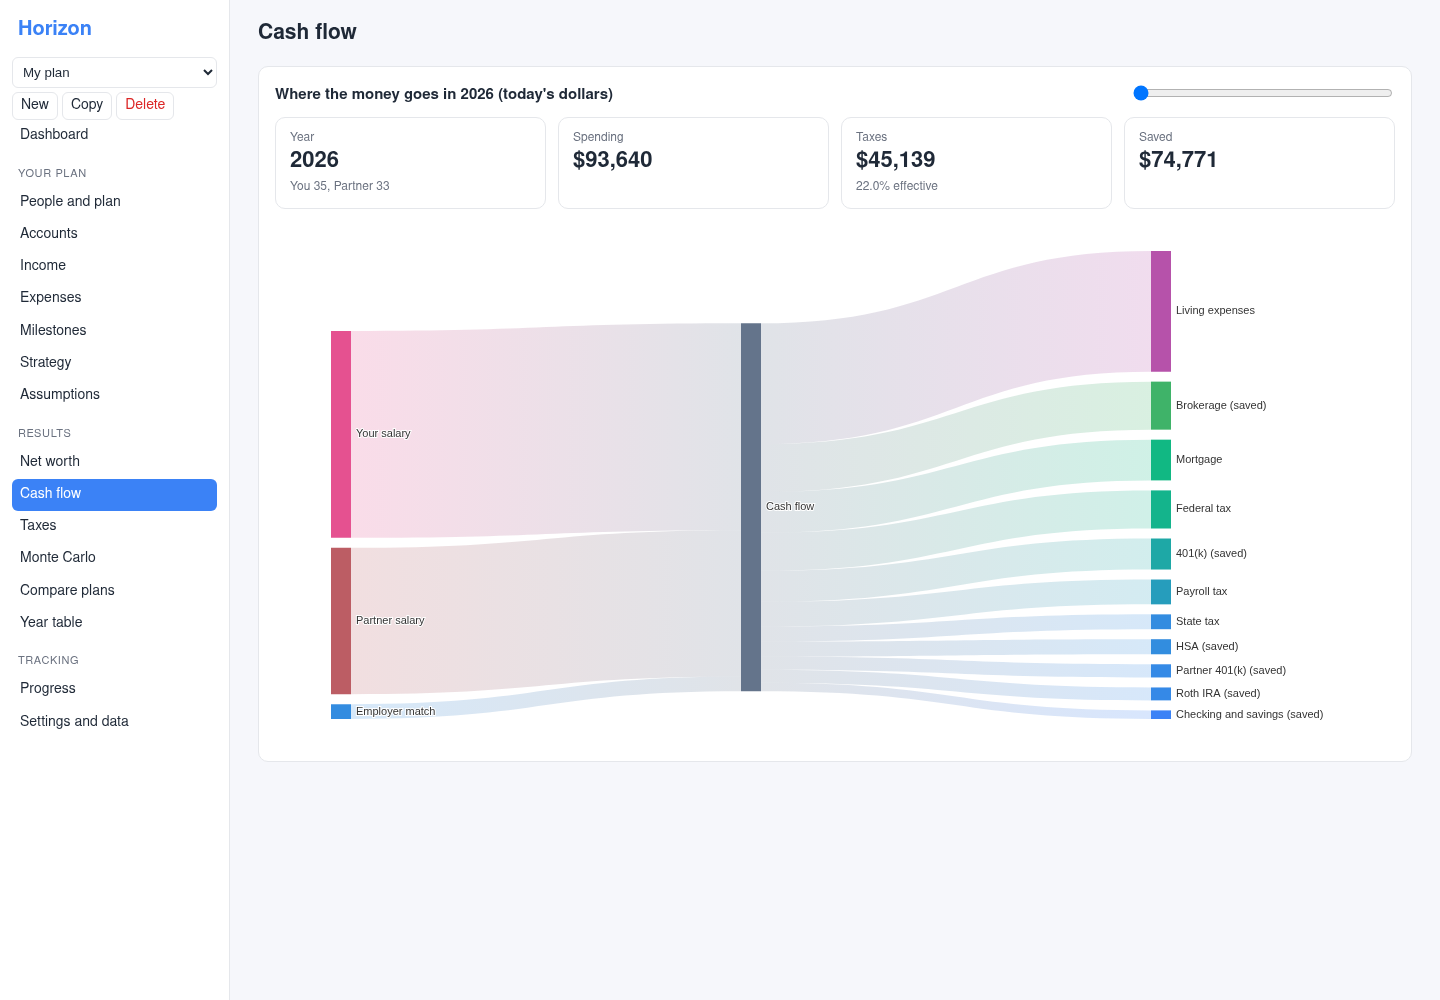 Horizon
My plan
New Copy Delete
Dashboard
YOUR PLAN
People and plan
Accounts
Income
Expenses
Milestones
Strategy
Assumptions
RESULTS
Net worth
Cash flow
Taxes
Monte Carlo
Compare plans
Year table
TRACKING
Progress
Settings and data
Cash flow
Where the money goes in 2026 (today's dollars)
Year
2026
You 35, Partner 33
Spending
$93,640
Taxes
$45,139
22.0% effective
Saved
$74,771
Your salary
Partner salary
Employer match
Cash flow
Living expenses
Brokerage (saved)
Mortgage
Federal tax
401(k) (saved)
Payroll tax
State tax
HSA (saved)
Partner 401(k) (saved)
Roth IRA (saved)
Checking and savings (saved)